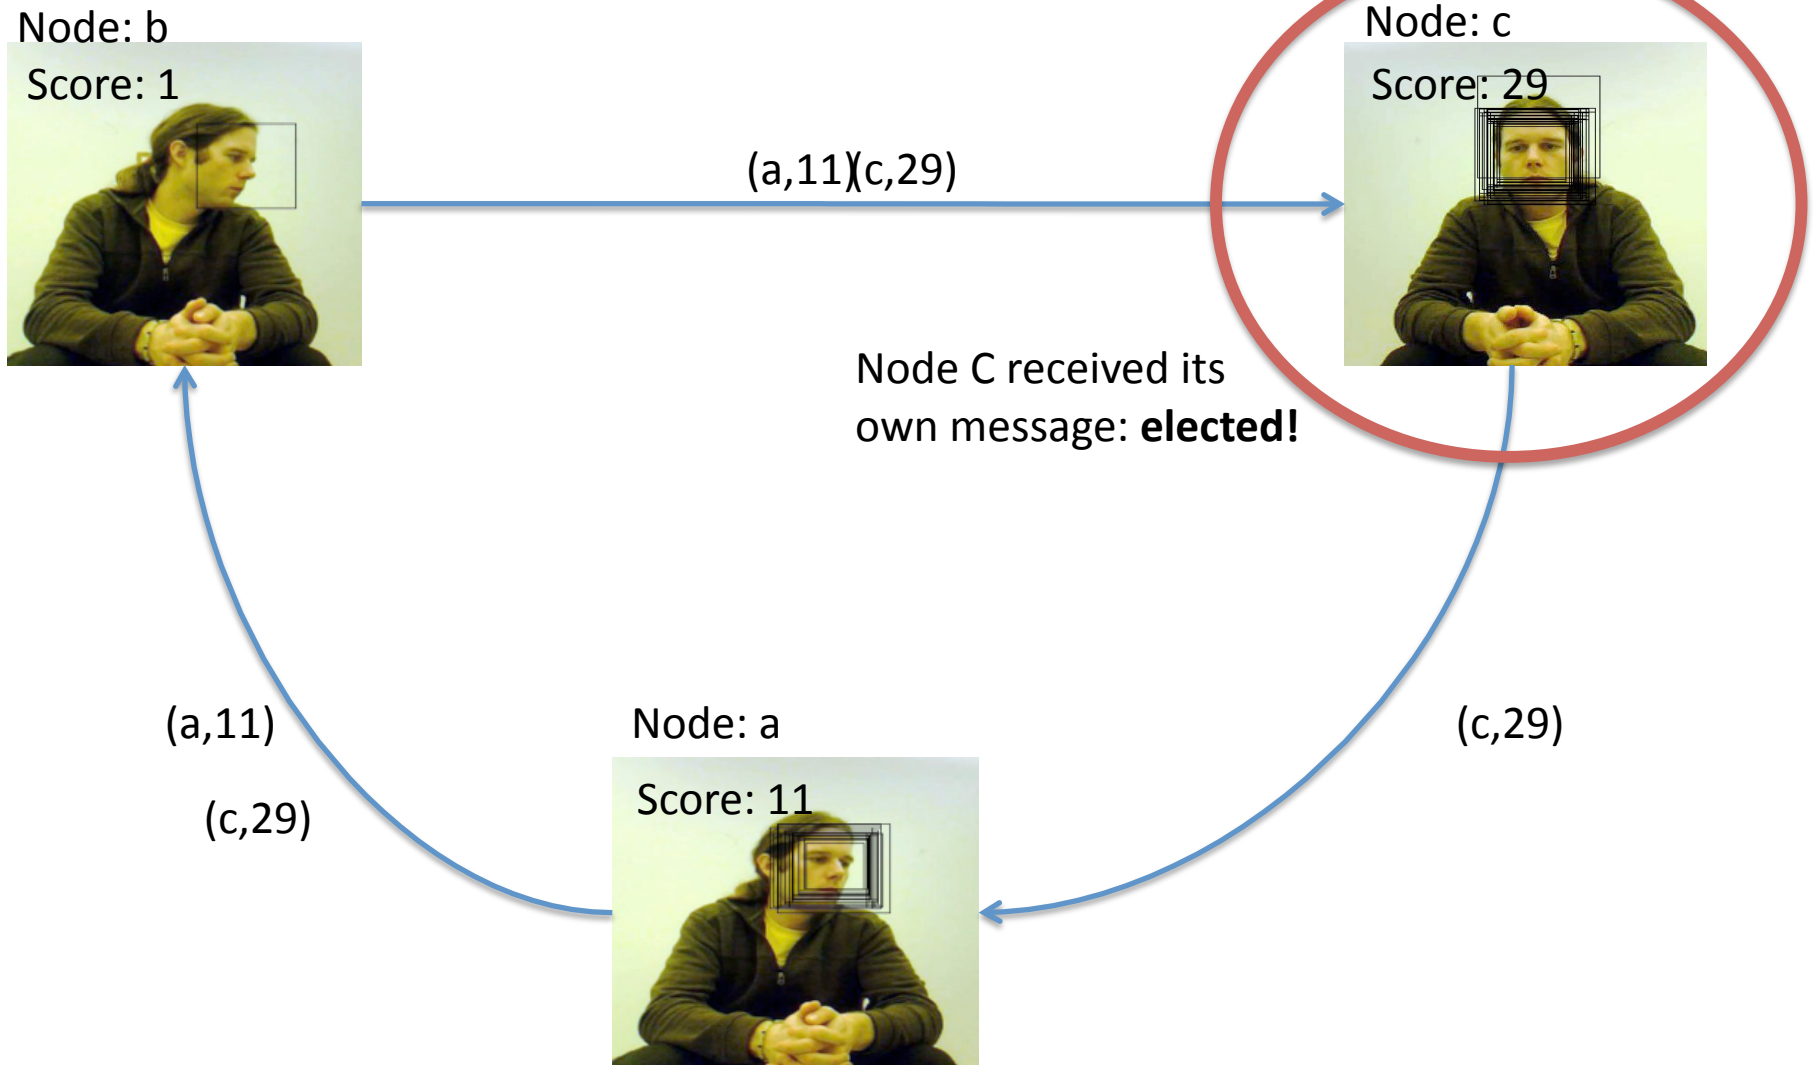 Node: b
Score: 1
Node: c
Score: 29
(a,11)(c,29)
Node C received its
own message: elected!
(a,11)
(c,29)
Node: a
Score: 11
(c,29)